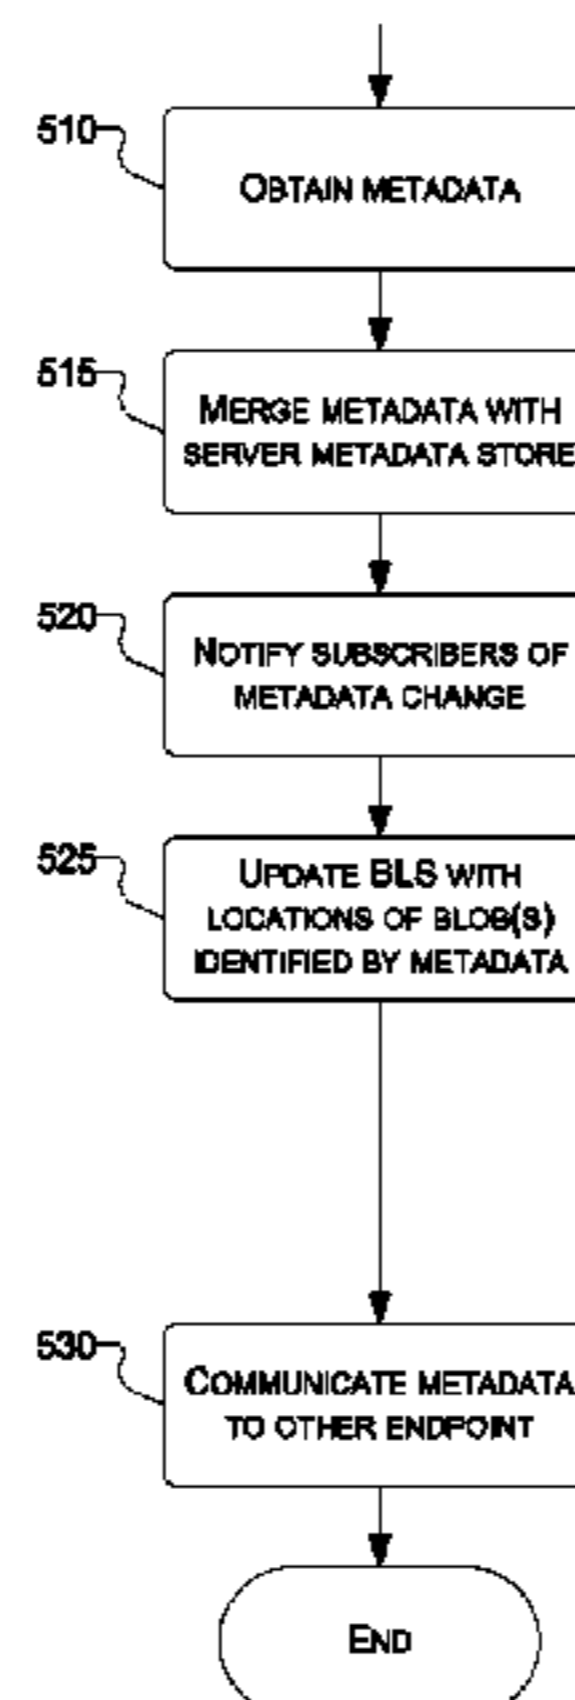 510
OBTAIN METADATA
515
MERGE METADATA WITH
SERVER METADATA STORE
520
NOTIFY SUBSCRIBERS OF
METADATA CHANGE
525
UPDATE BLS WITH
LOCATIONS OF BLOB(S)
IDENTIFIED BY METADATA
530
COMMUNICATE METADATA
TO OTHER ENDPOINT
END